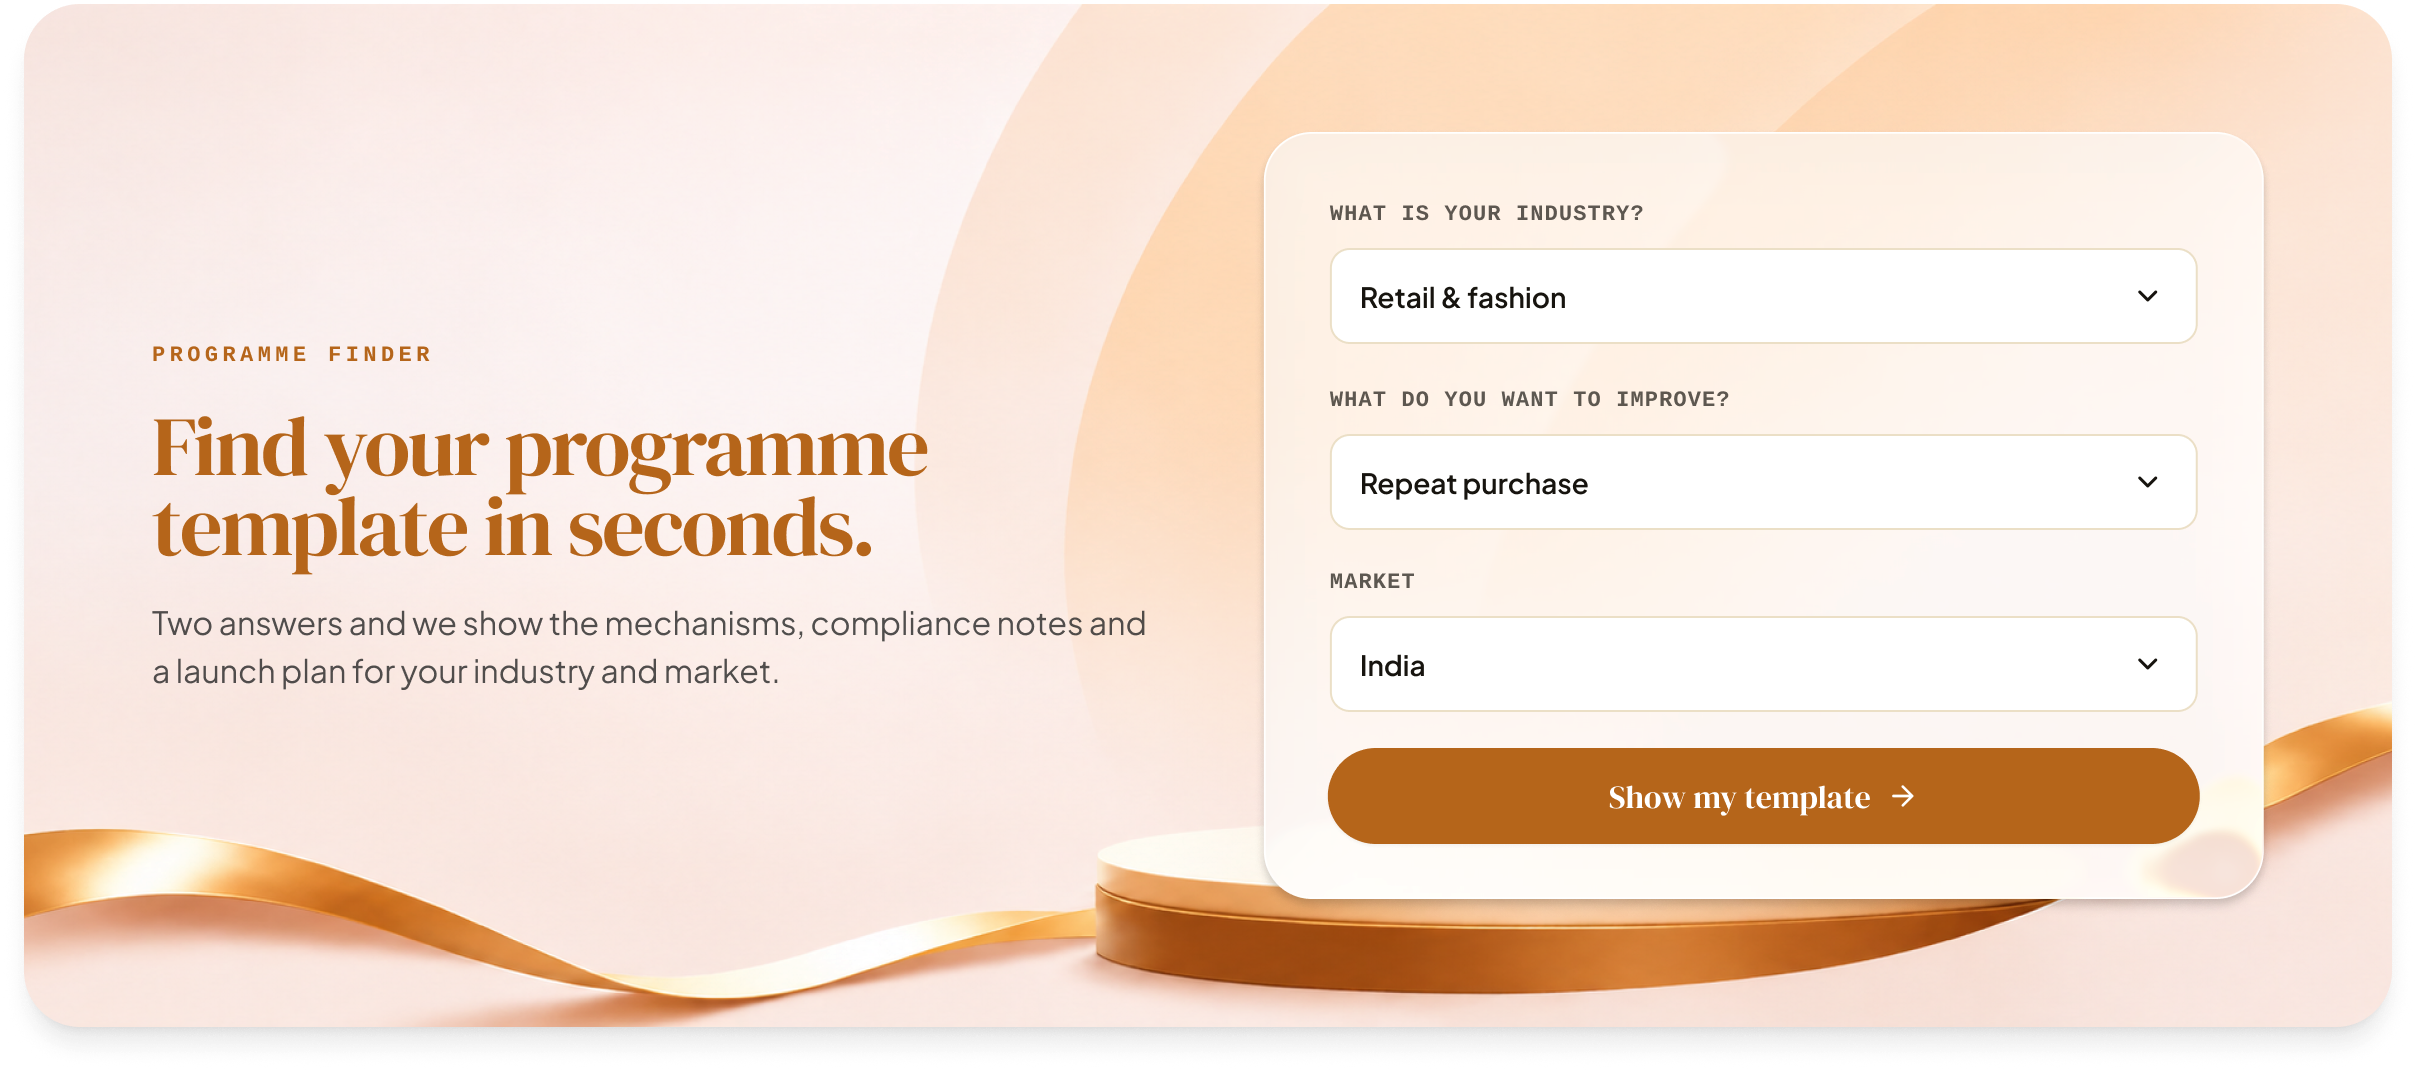 PROGRAMME FINDER
Find your programme
template in seconds.
Two answers and we show the mechanisms, compliance notes and
a launch plan for your industry and market.
WHAT IS YOUR INDUSTRY?
Retail & fashion
WHAT DO YOU WANT TO IMPROVE?
Repeat purchase
MARKET
India
Show my template →